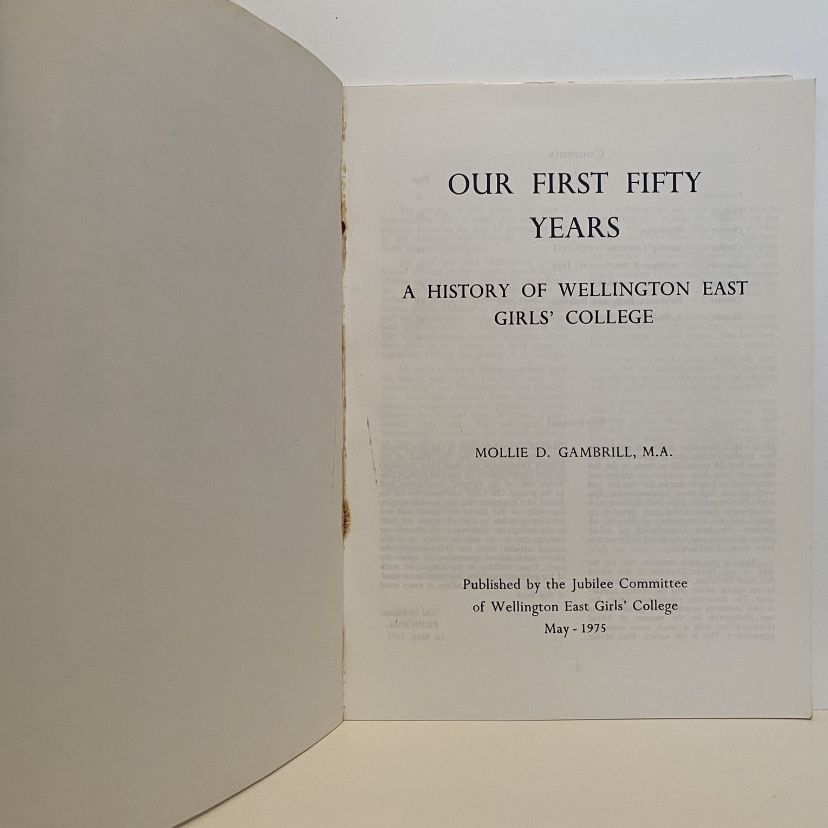 OUR FIRST FIFTY
YEARS
A HISTORY OF WELLINGTON EAST
GIRLS' COLLEGE
MOLLIE D. GAMBRILL, M.A.
Published by the Jubilee Committee
of Wellington East Girls' College
May - 1975